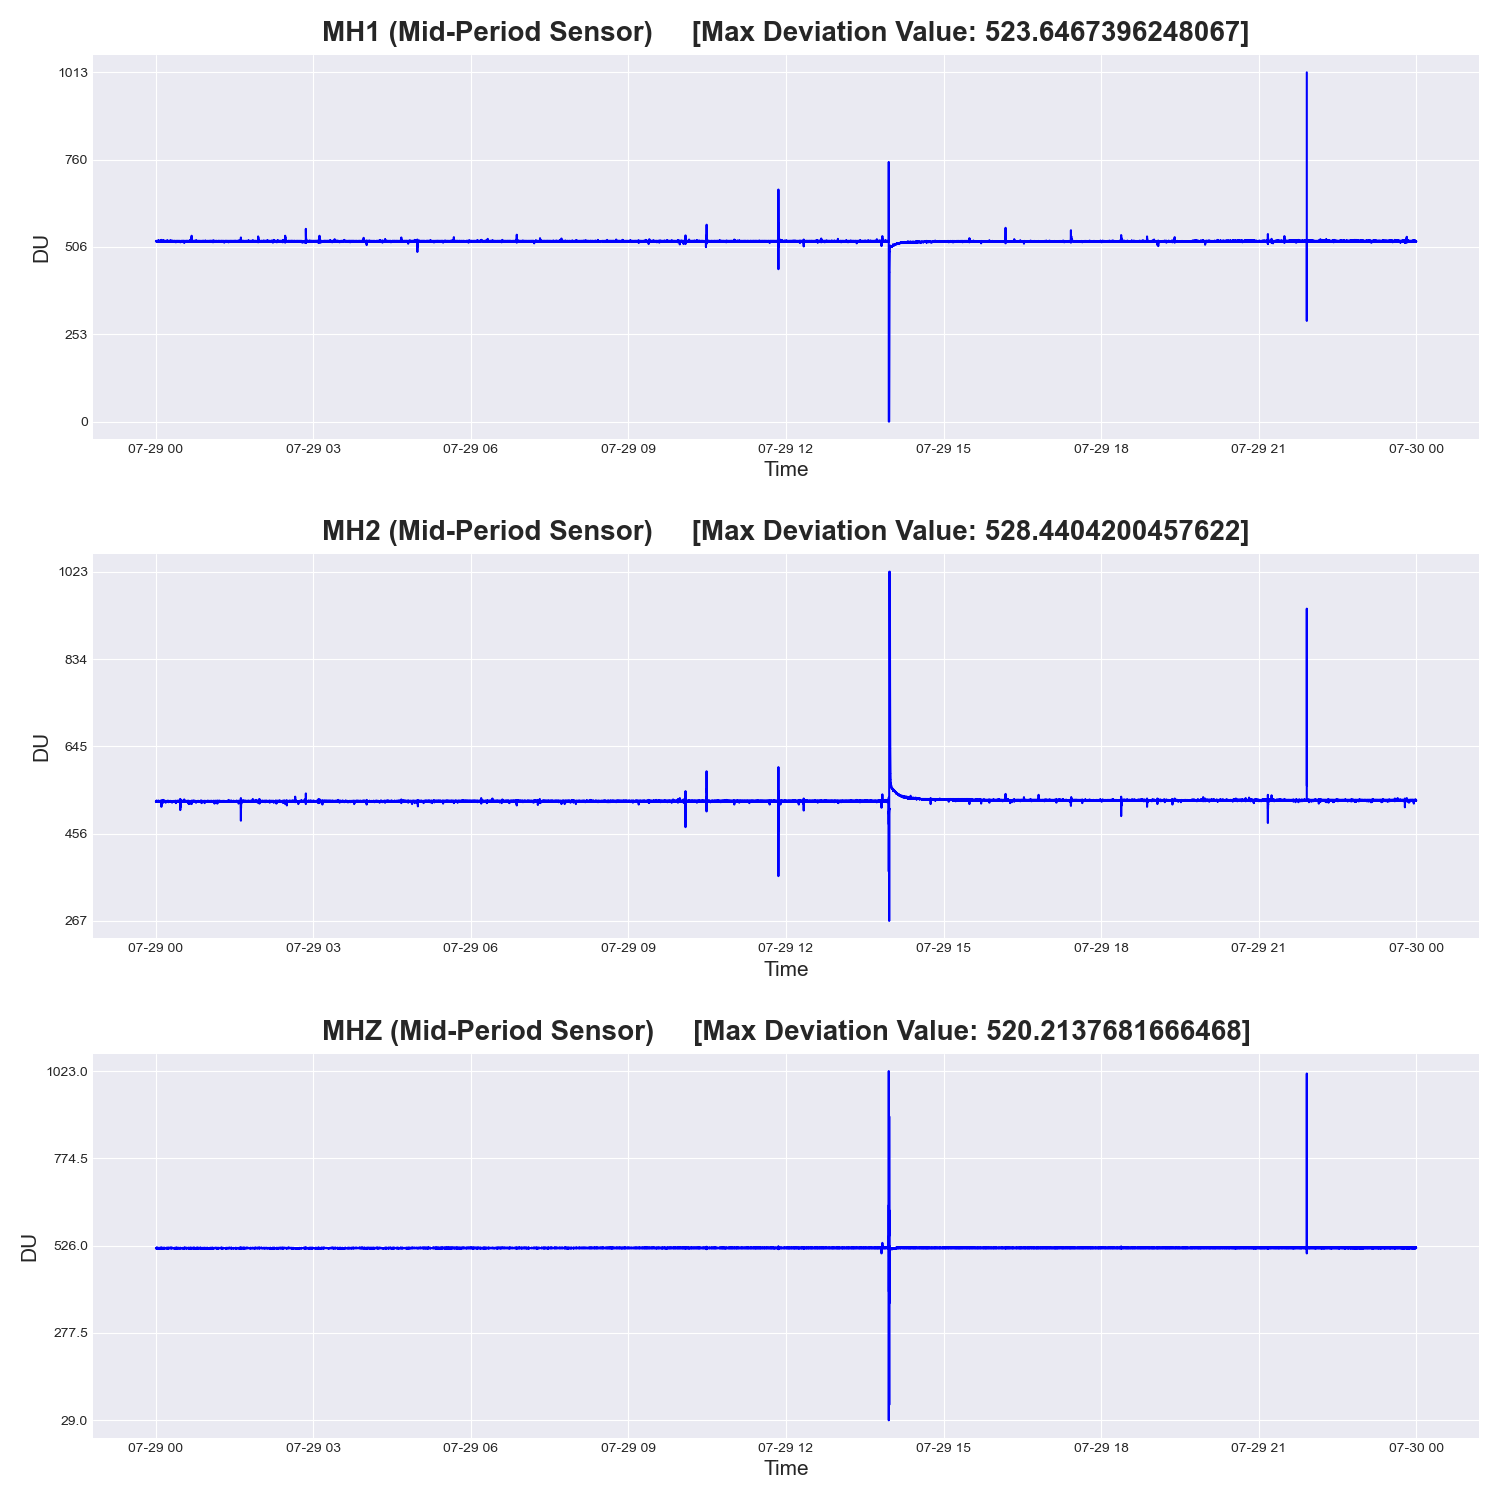 MH1 (Mid-Period Sensor) [Max Deviation Value: 523.6467396248067]
1013
760
506
253
0
DU
07-29 00 07-29 03 07-29 06 07-29 09 07-29 12 07-29 15 07-29 18 07-29 21 07-30 00
Time
MH2 (Mid-Period Sensor) [Max Deviation Value: 528.4404200457622]
1023
834
645
456
267
DU
07-29 00 07-29 03 07-29 06 07-29 09 07-29 12 07-29 15 07-29 18 07-29 21 07-30 00
Time
MHZ (Mid-Period Sensor) [Max Deviation Value: 520.2137681666468]
1023.0
774.5
526.0
277.5
29.0
DU
07-29 00 07-29 03 07-29 06 07-29 09 07-29 12 07-29 15 07-29 18 07-29 21 07-30 00
Time